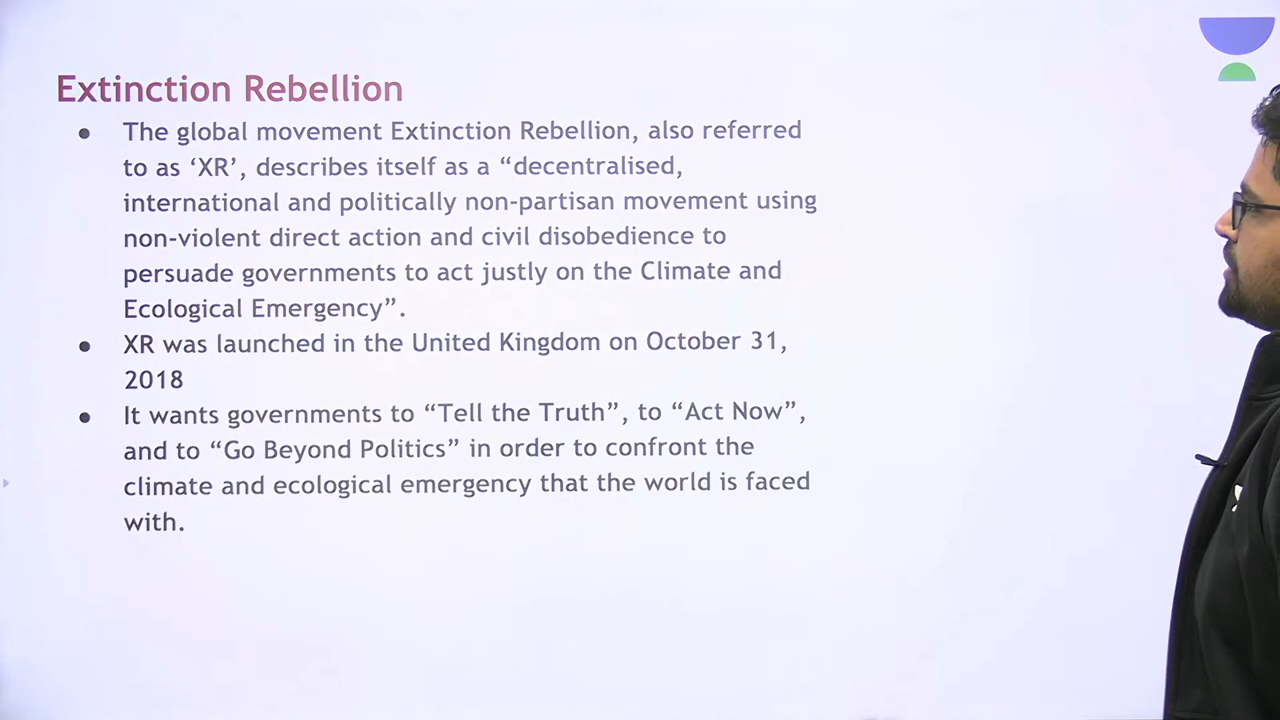 Extinction Rebellion
● The global movement Extinction Rebellion, also referred
to as ‘XR’, describes itself as a “decentralised,
international and politically non-partisan movement using
non-violent direct action and civil disobedience to
persuade governments to act justly on the Climate and
Ecological Emergency”.
● XR was launched in the United Kingdom on October 31,
2018
● It wants governments to “Tell the Truth”, to “Act Now”,
and to “Go Beyond Politics” in order to confront the
climate and ecological emergency that the world is faced
with.